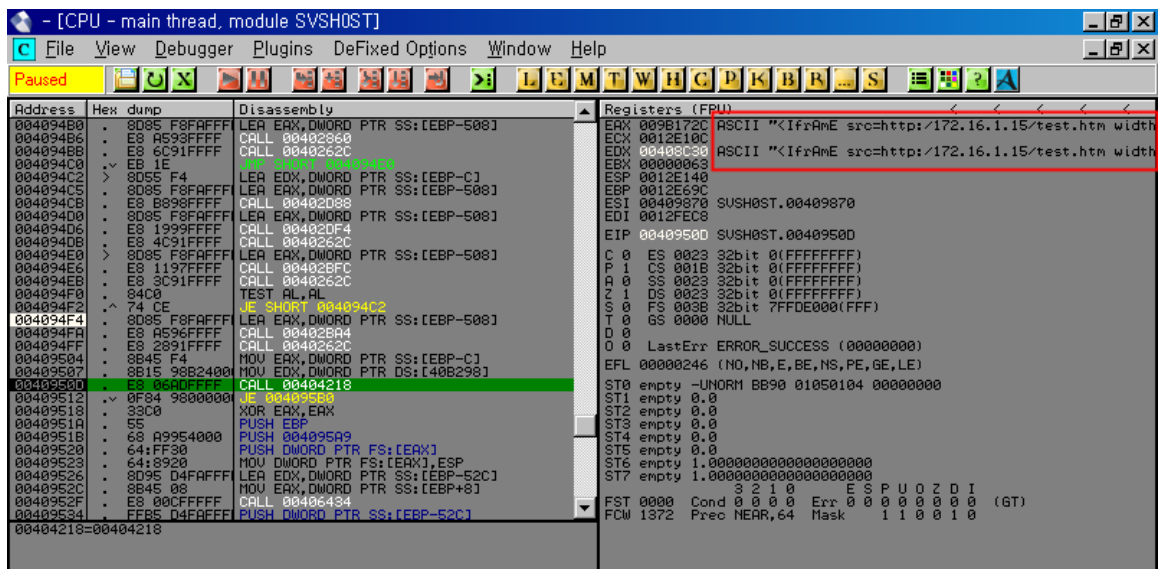 - [CPU - main thread, module SVSH0ST]
C File View Debugger Plugins DeFixed Options Window Help
Paused L E M T W H C P K B R ... S ? A
Address Hex dump Disassembly
004094B0 . 8D85 F8FAFFFF LEA EAX,DWORD PTR SS:[EBP-508]
004094B6 . E8 A593FFFF CALL 00402860
004094BB . E8 6C91FFFF CALL 0040262C
004094C0 .v EB 1E JMP SHORT 004094E0
004094C2 > 8D55 F4 LEA EDX,DWORD PTR SS:[EBP-C]
004094C5 . 8D85 F8FAFFFF LEA EAX,DWORD PTR SS:[EBP-508]
004094CB . E8 B898FFFF CALL 00402D88
004094D0 . 8D85 F8FAFFFF LEA EAX,DWORD PTR SS:[EBP-508]
004094D6 . E8 1999FFFF CALL 00402DF4
004094DB . E8 4C91FFFF CALL 0040262C
004094E0 > 8D85 F8FAFFFF LEA EAX,DWORD PTR SS:[EBP-508]
004094E6 . E8 1197FFFF CALL 00402BFC
004094EB . E8 3C91FFFF CALL 0040262C
004094F0 . 84C0 TEST AL,AL
004094F2 .^ 74 CE JE SHORT 004094C2
004094F4 . 8D85 F8FAFFFF LEA EAX,DWORD PTR SS:[EBP-508]
004094FA . E8 A596FFFF CALL 00402BA4
004094FF . E8 2891FFFF CALL 0040262C
00409504 . 8B45 F4 MOV EAX,DWORD PTR SS:[EBP-C]
00409507 . 8B15 98B2400 MOV EDX,DWORD PTR DS:[40B298]
0040950D . E8 06ADFFFF CALL 00404218
00409512 .v 0F84 9800000 JE 004095B0
00409518 . 33C0 XOR EAX,EAX
0040951A . 55 PUSH EBP
0040951B . 68 A9954000 PUSH 004095A9
00409520 . 64:FF30 PUSH DWORD PTR FS:[EAX]
00409523 . 64:8920 MOV DWORD PTR FS:[EAX],ESP
00409526 . 8D95 D4FAFFFF LEA EDX,DWORD PTR SS:[EBP-52C]
0040952C . 8B45 08 MOV EAX,DWORD PTR SS:[EBP+8]
0040952F . E8 00CFFFFF CALL 00406434
00409534 . FFB5 D4FAFFFF PUSH DWORD PTR SS:[EBP-52C]
00404218=00404218
Registers (FPU) < < < < <
EAX 009B172C ASCII "<IfrAmE src=http:/172.16.1.15/test.htm width
ECX 0012E10C
EDX 00408C30 ASCII "<IfrAmE src=http:/172.16.1.15/test.htm width
EBX 00000063
ESP 0012E140
EBP 0012E69C
ESI 00409870 SVSH0ST.00409870
EDI 0012FEC8
EIP 0040950D SVSH0ST.0040950D
C 0 ES 0023 32bit 0(FFFFFFFF)
P 1 CS 001B 32bit 0(FFFFFFFF)
A 0 SS 0023 32bit 0(FFFFFFFF)
Z 1 DS 0023 32bit 0(FFFFFFFF)
S 0 FS 003B 32bit 7FFDE000(FFF)
T 0 GS 0000 NULL
D 0
O 0 LastErr ERROR_SUCCESS (00000000)
EFL 00000246 (NO,NB,E,BE,NS,PE,GE,LE)
ST0 empty -UNORM BB90 01050104 00000000
ST1 empty 0.0
ST2 empty 0.0
ST3 empty 0.0
ST4 empty 0.0
ST5 empty 0.0
ST6 empty 1.0000000000000000000
ST7 empty 1.0000000000000000000
3 2 1 0 E S P U O Z D I
FST 0000 Cond 0 0 0 0 Err 0 0 0 0 0 0 0 0 (GT)
FCW 1372 Prec NEAR,64 Mask 1 1 0 0 1 0